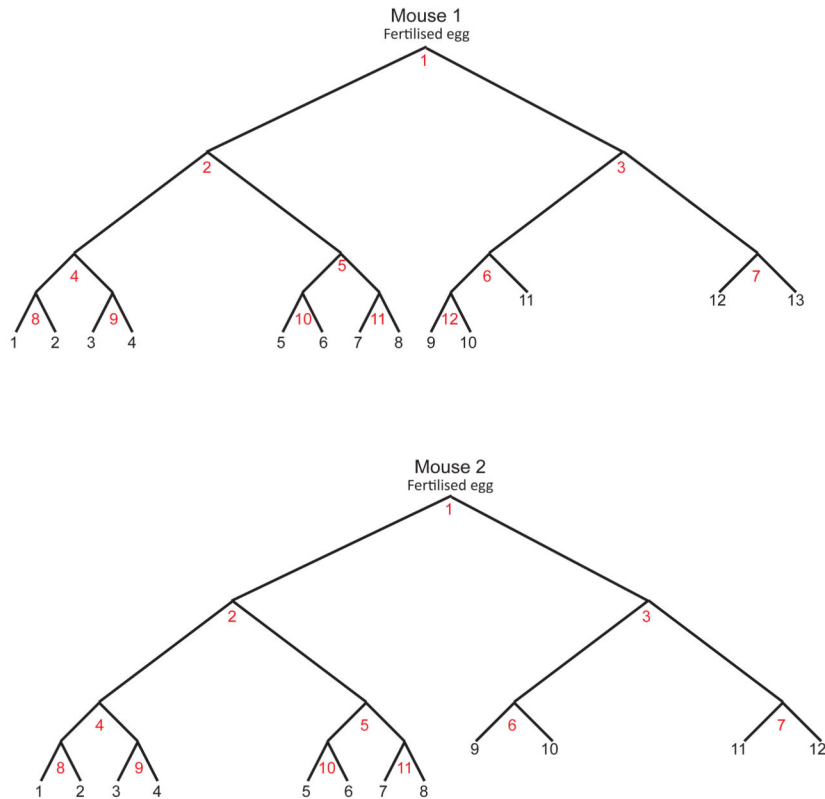 Mouse 1
Fertilised egg
1
2 3
4 5 6 7
11 12 13
8 9 10 11 12
1 2 3 4 5 6 7 8 9 10
Mouse 2
Fertilised egg
1
2 3
4 5 6 7
9 10 11 12
8 9 10 11
1 2 3 4 5 6 7 8